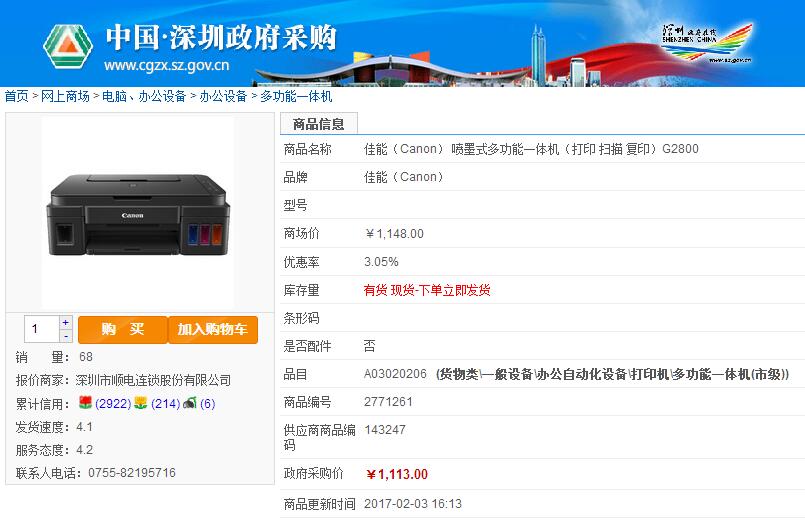 中国·深圳政府采购
www.cgzx.sz.gov.cn
深圳 政府在线
SHENZHEN CHINA
www.sz.gov.cn
首页 > 网上商场 > 电脑、办公设备 > 办公设备 > 多功能一体机
商品信息
商品名称 佳能（Canon） 喷墨式多功能一体机（打印 扫描 复印）G2800
品牌 佳能（Canon）
型号
商场价 ￥1,148.00
优惠率 3.05%
库存量 有货 现货-下单立即发货
条形码
是否配件 否
品目 A03020206 (货物类\一般设备\办公自动化设备\打印机\多功能一体机(市级))
商品编号 2771261
供应商商品编
码 143247
政府采购价 ￥1,113.00
商品更新时间 2017-02-03 16:13
Canon
1 + - 购 买 加入购物车
销 量： 68
报价商家：深圳市顺电连锁股份有限公司
累计信用： (2922) (214) (6)
发货速度：4.1
服务态度：4.2
联系人电话：0755-82195716